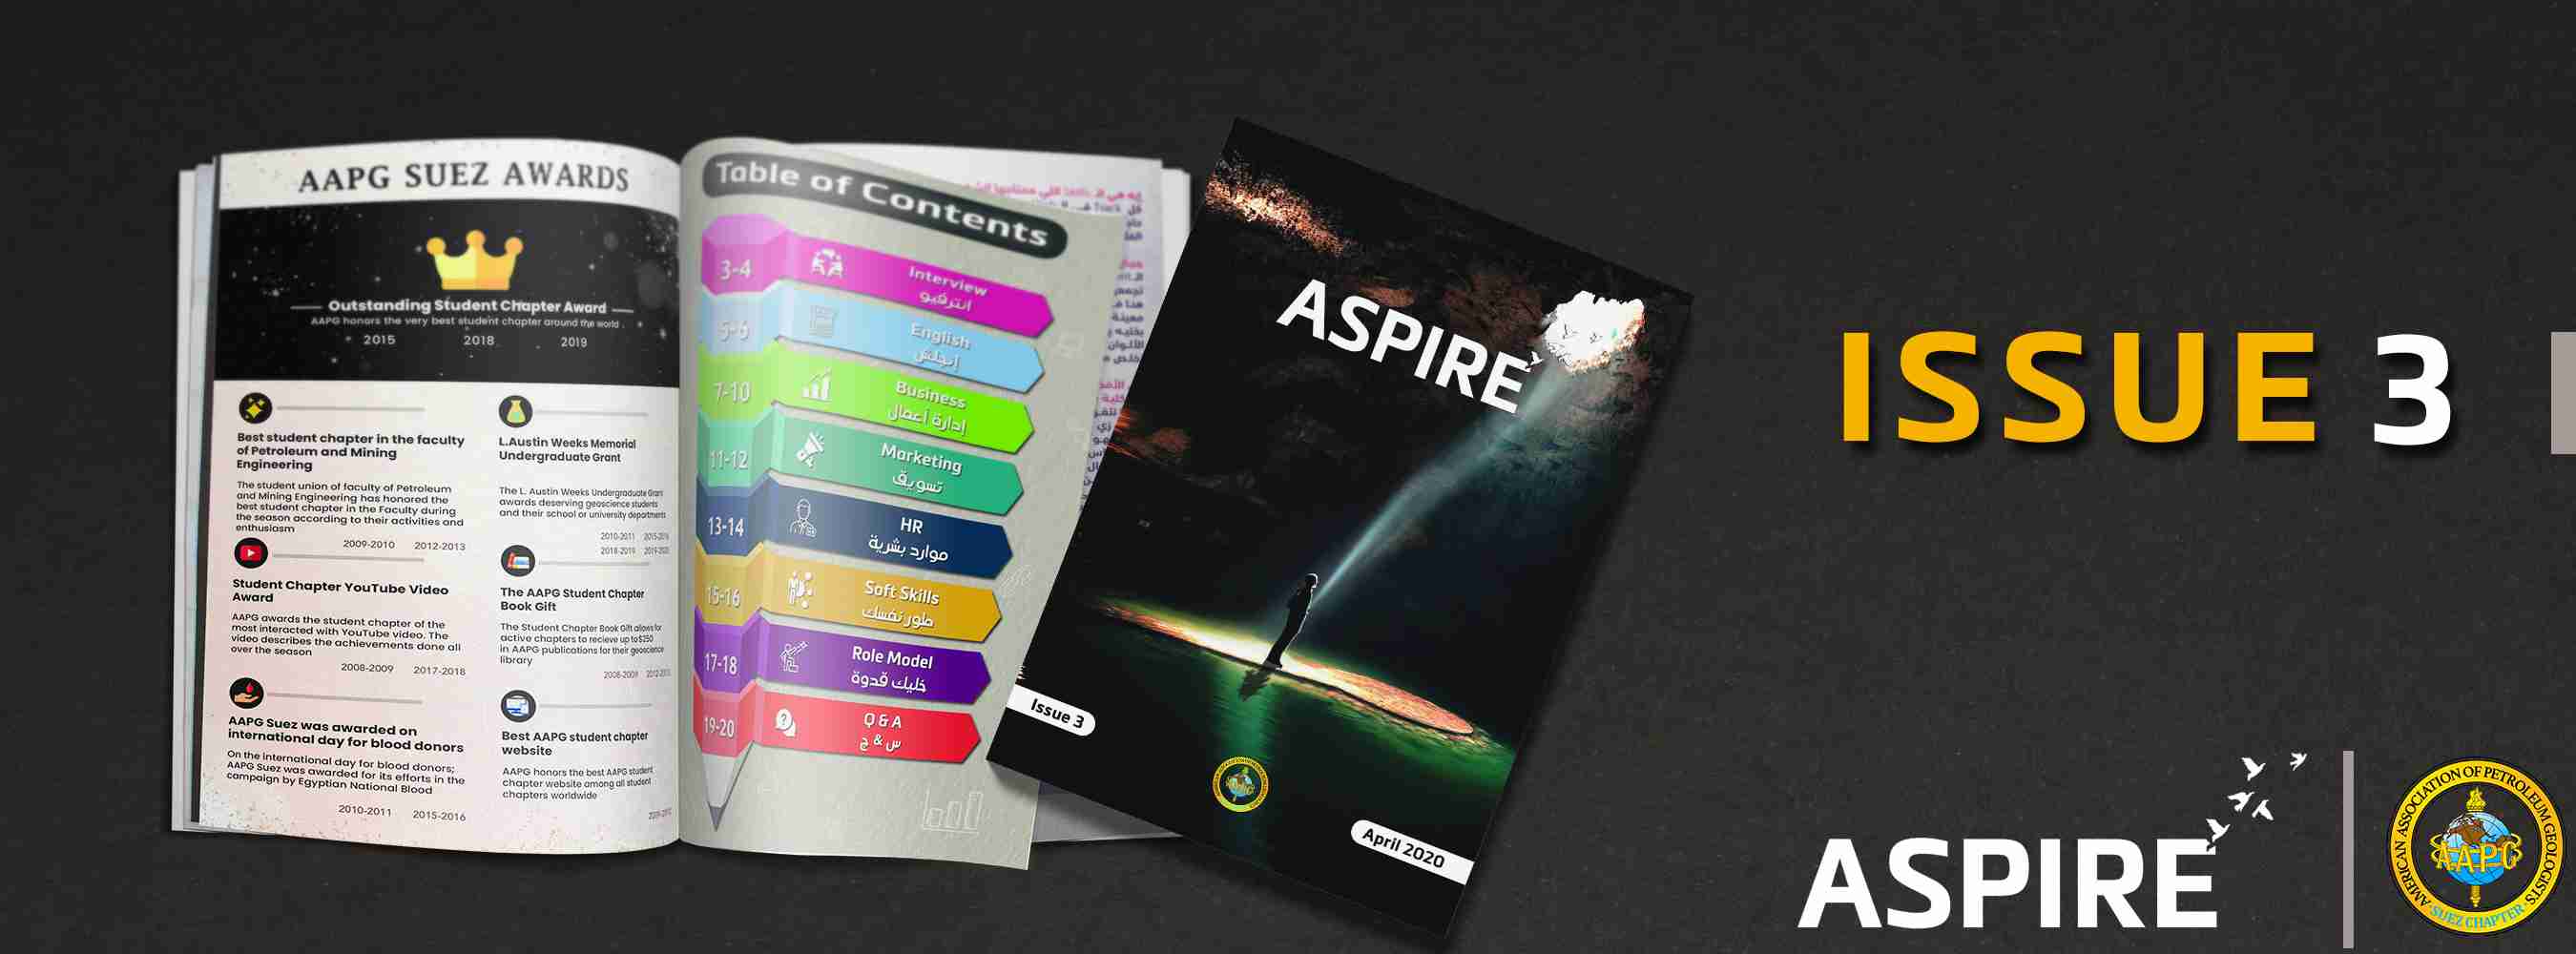 AAPG SUEZ AWARDS
Outstanding Student Chapter Award
AAPG honors the very best student chapter around the world
2015 2018 2019
Best student chapter in the faculty
of Petroleum and Mining
Engineering
The student union of faculty of Petroleum
and Mining Engineering has honored the
best student chapter in the Faculty during
the season according to their activities and
enthusiasm
2009-2010 2012-2013
Student Chapter YouTube Video
Award
AAPG awards the student chapter of the
most interacted with YouTube video. The
video describes the achievements done all
over the season
2008-2009 2017-2018
AAPG Suez was awarded on
international day for blood donors
On the international day for blood donors;
AAPG Suez was awarded for its efforts in the
campaign by Egyptian National Blood
2010-2011 2015-2016
L.Austin Weeks Memorial
Undergraduate Grant
The L. Austin Weeks Undergraduate Grant
awards deserving geoscience students
and their school or university departments
2010-2011 2015-2016
2018-2019
The AAPG Student Chapter
Book Gift
The Student Chapter Book Gift allows for
active chapters to recieve up to $250
in AAPG publications for their geoscience
library
2008-2009
Best AAPG student chapter
website
AAPG honors the best AAPG student
chapter website among all student
chapters worldwide
Table of Contents
3-4 Interview
انترفيو
5-6 English
إنجلش
7-10 Business
إدارة أعمال
11-12 Marketing
تسويق
13-14 HR
موارد بشرية
15-16 Soft Skills
طور نفسك
17-18 Role Model
خليك قدوة
19-20 Q & A
س & ج
ASPIRE
Issue 3
April 2020
ISSUE 3
ASPIRE
AMERICAN ASSOCIATION OF PETROLEUM GEOLOGISTS
AAPG
SUEZ CHAPTER